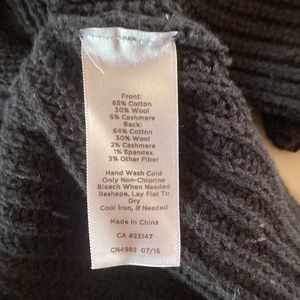 Front:
65% Cotton
30% Wool
5% Cashmere
Back:
64% Cotton
30% Wool
2% Cashmere
1% Spandex
3% Other Fiber
Hand Wash Cold
Only Non-Chlorine
Bleach When Needed
Reshape, Lay Flat To
Dry
Cool Iron, If Needed
Made in China
CA #23147
CN4982 07/15